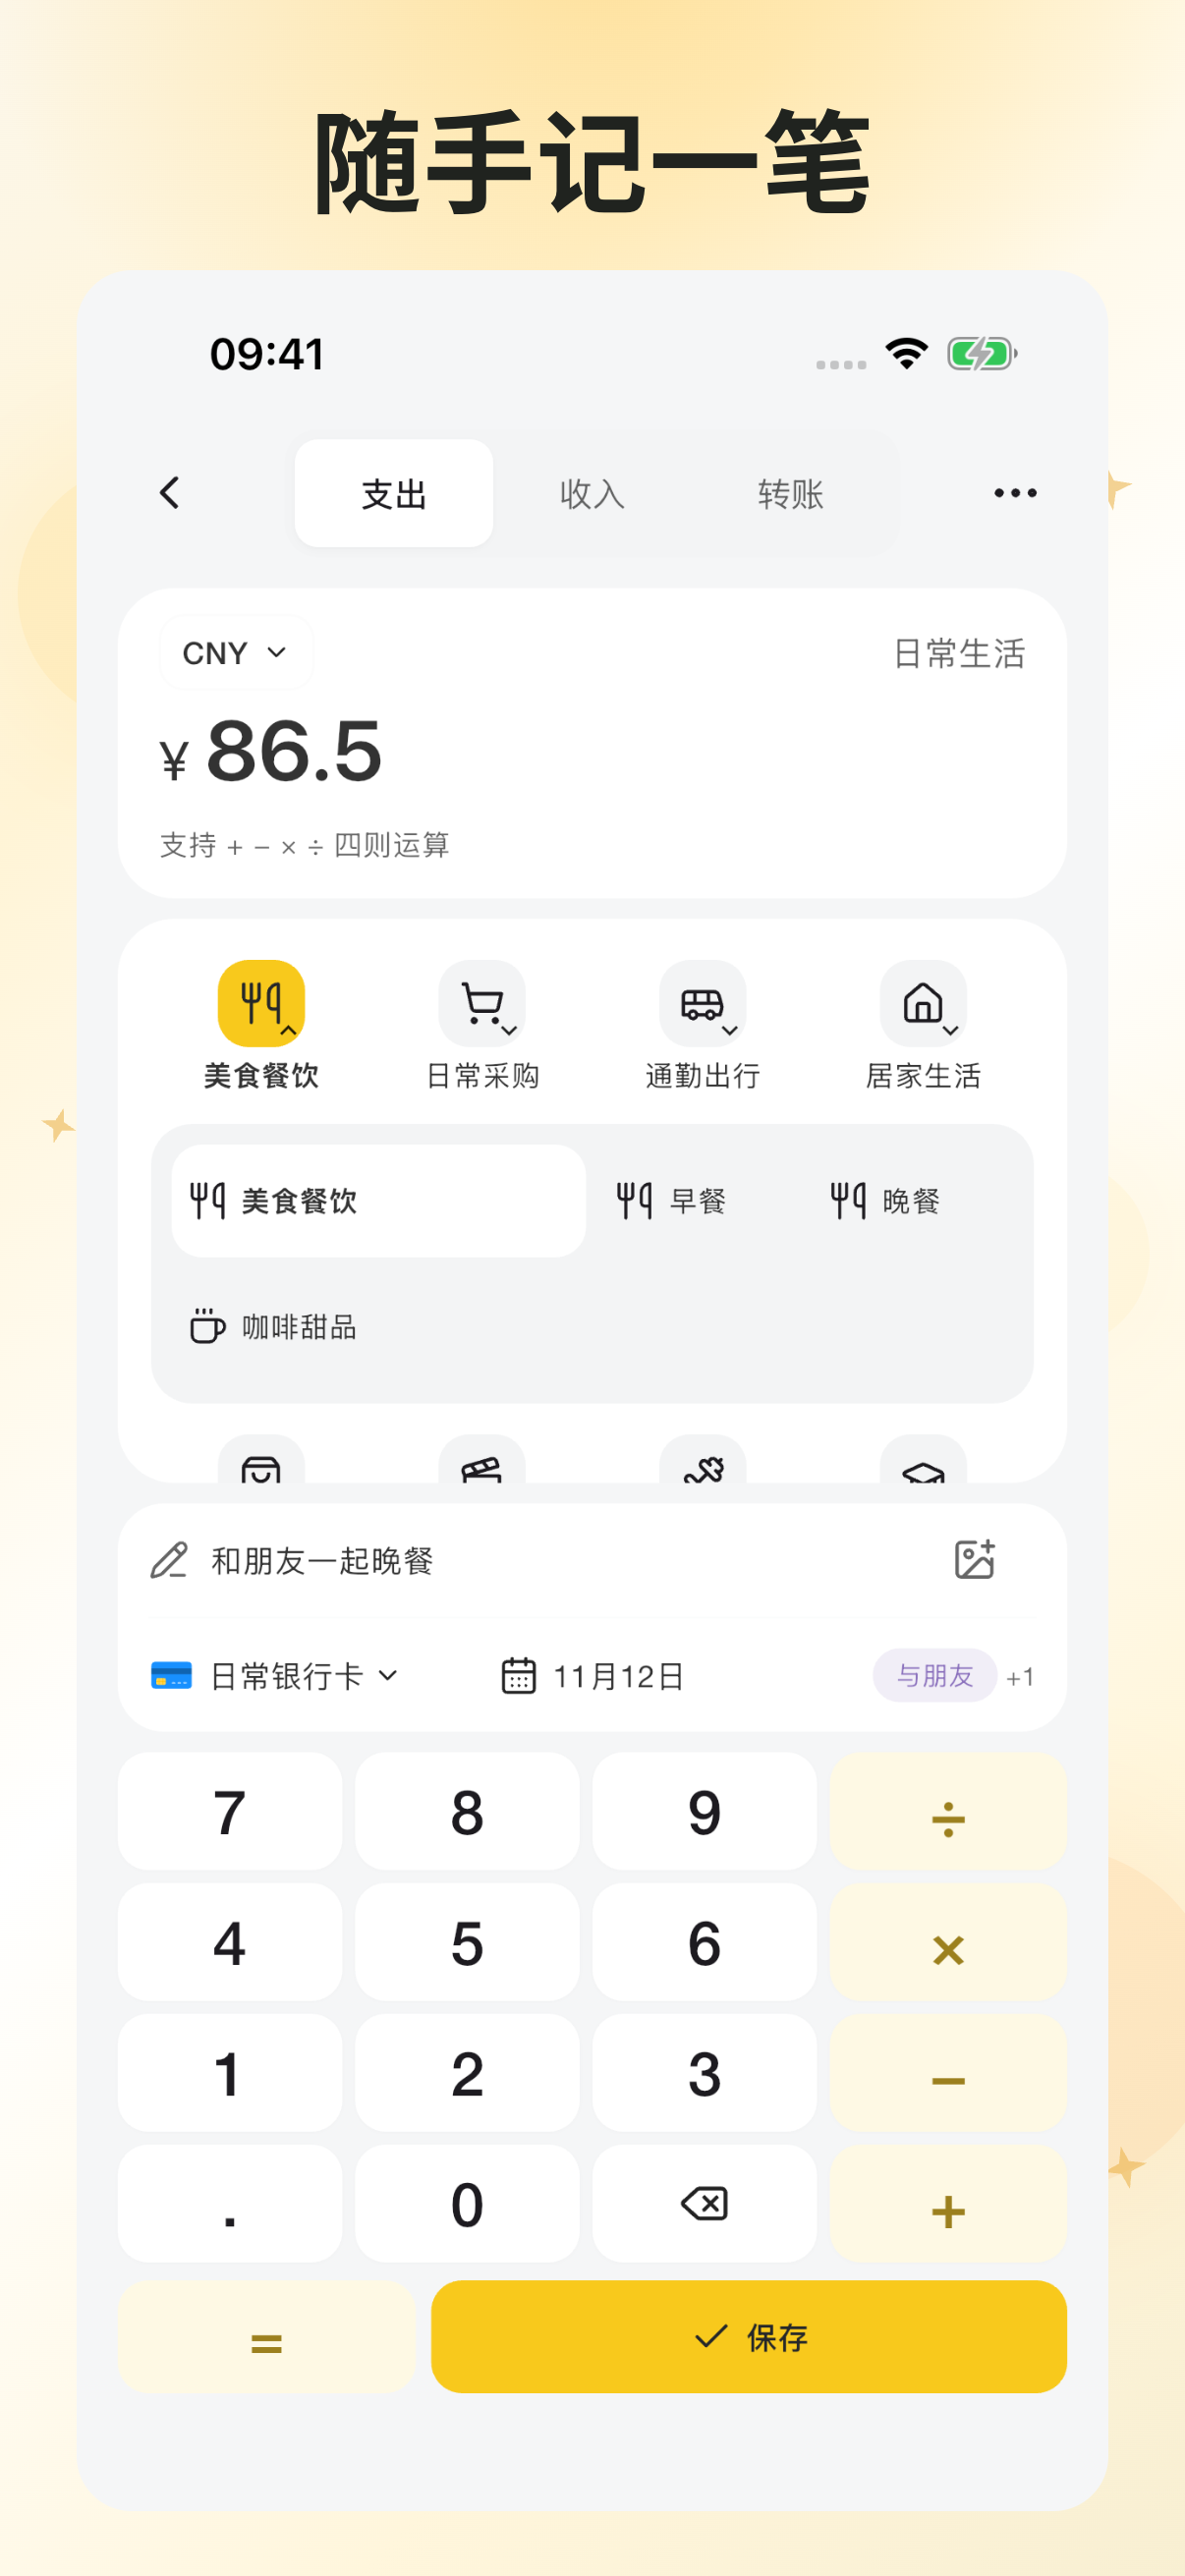 随手记一笔
09:41
支出 收入 转账
CNY 日常生活
¥ 86.5
支持 + − × ÷ 四则运算
美食餐饮 日常采购 通勤出行 居家生活
美食餐饮 早餐 晚餐
咖啡甜品
和朋友一起晚餐
日常银行卡 11月12日 与朋友 +1
7 8 9 ÷
4 5 6 ×
1 2 3 −
. 0 +
= 保存